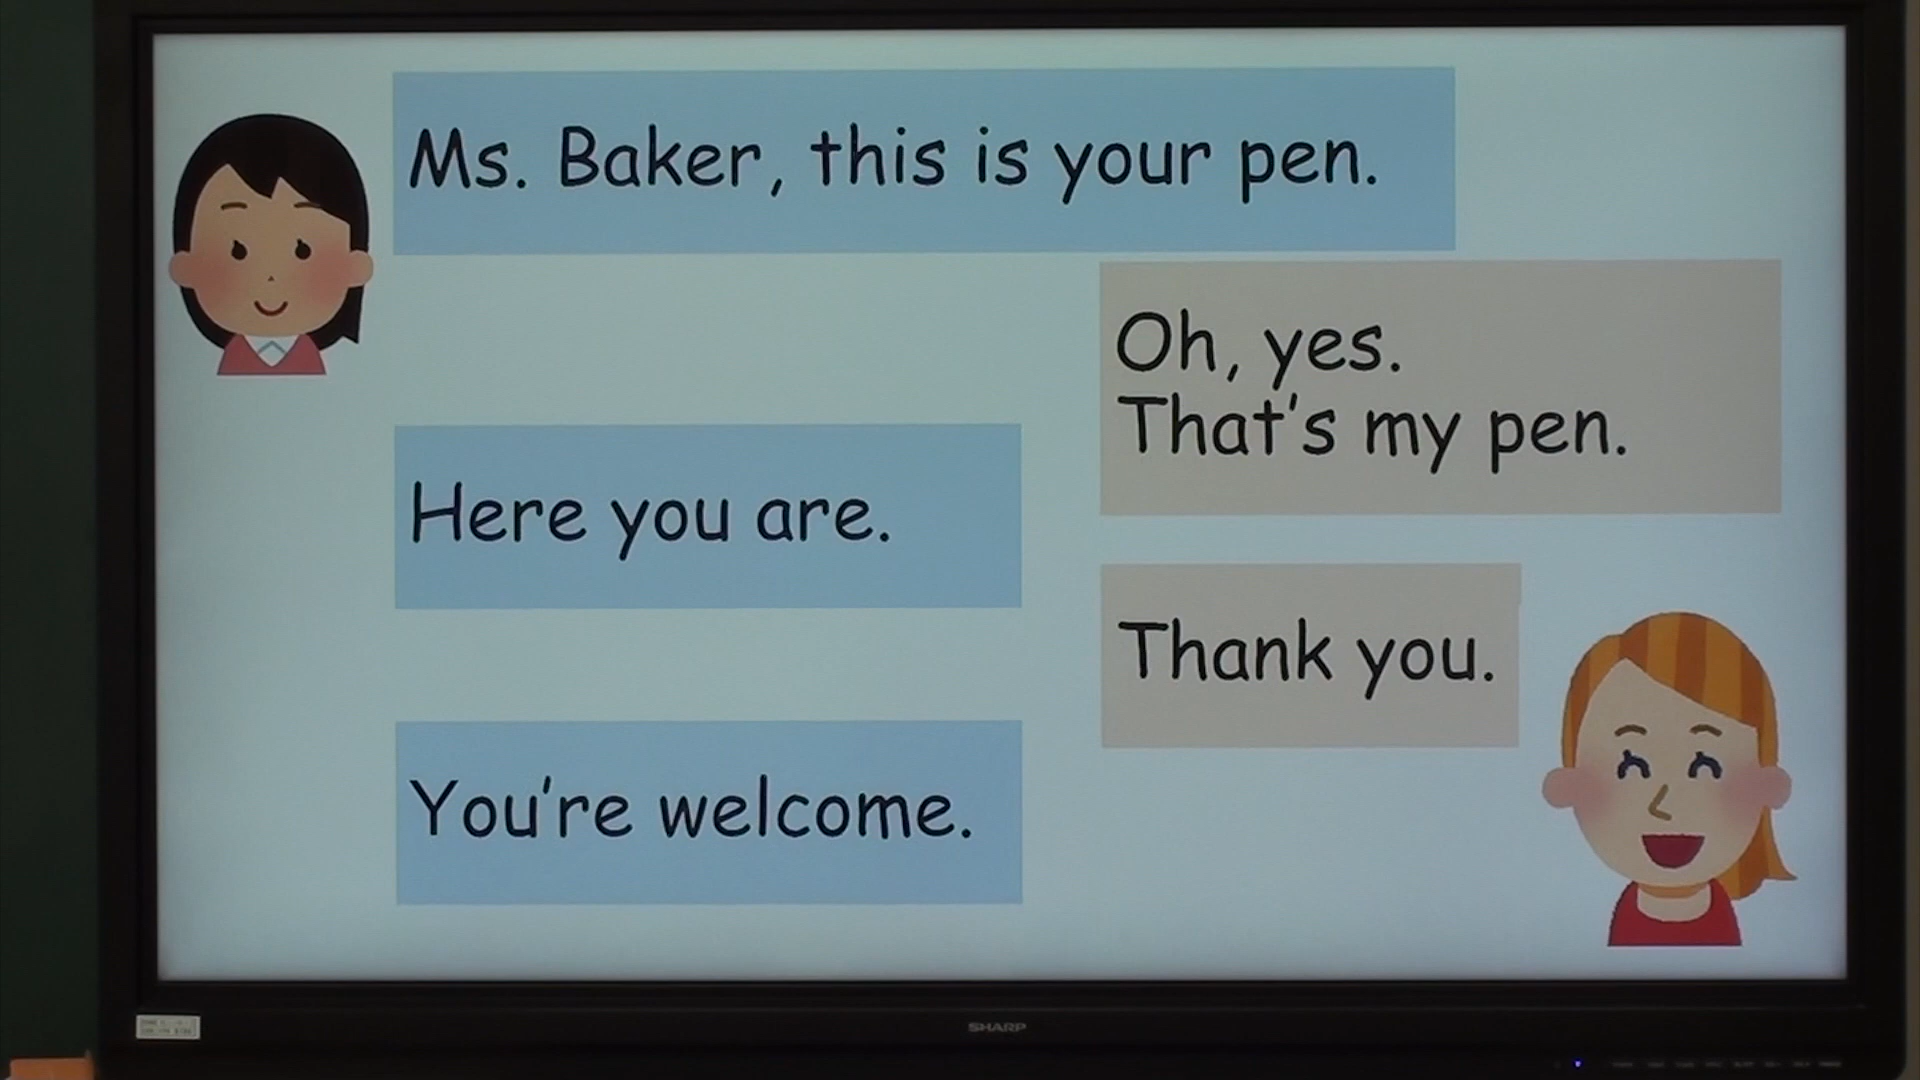 Ms. Baker, this is your pen.
Oh, yes.
That's my pen.
Here you are.
Thank you.
You're welcome.
SHARP